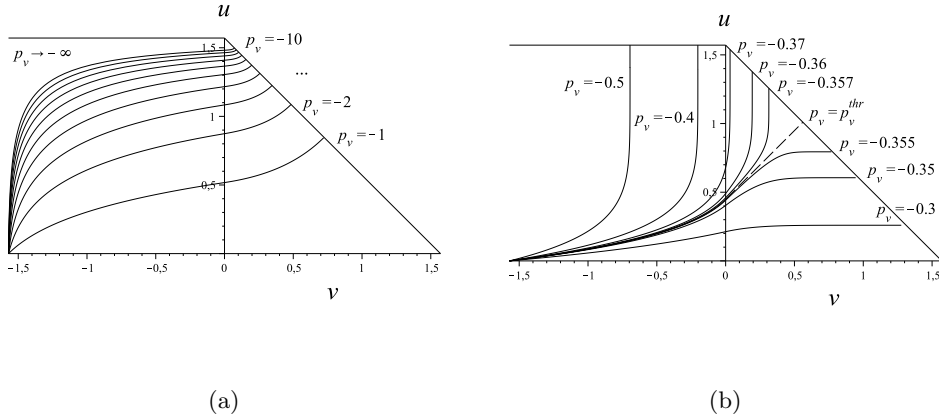 u
p_v → − ∞
p_v = −10
...
p_v = −2
p_v = −1
1,5
1
0,5
−1,5 −1 −0,5 0 0,5 1 1,5
v
(a)
u
p_v = −0.37
p_v = −0.36
p_v = −0.357
p_v = −0.5
p_v = −0.4
p_v = p_v^{thr}
p_v = −0.355
p_v = −0.35
p_v = −0.3
1,5
1
0,5
−1,5 −1 −0,5 0 0,5 1 1,5
v
(b)